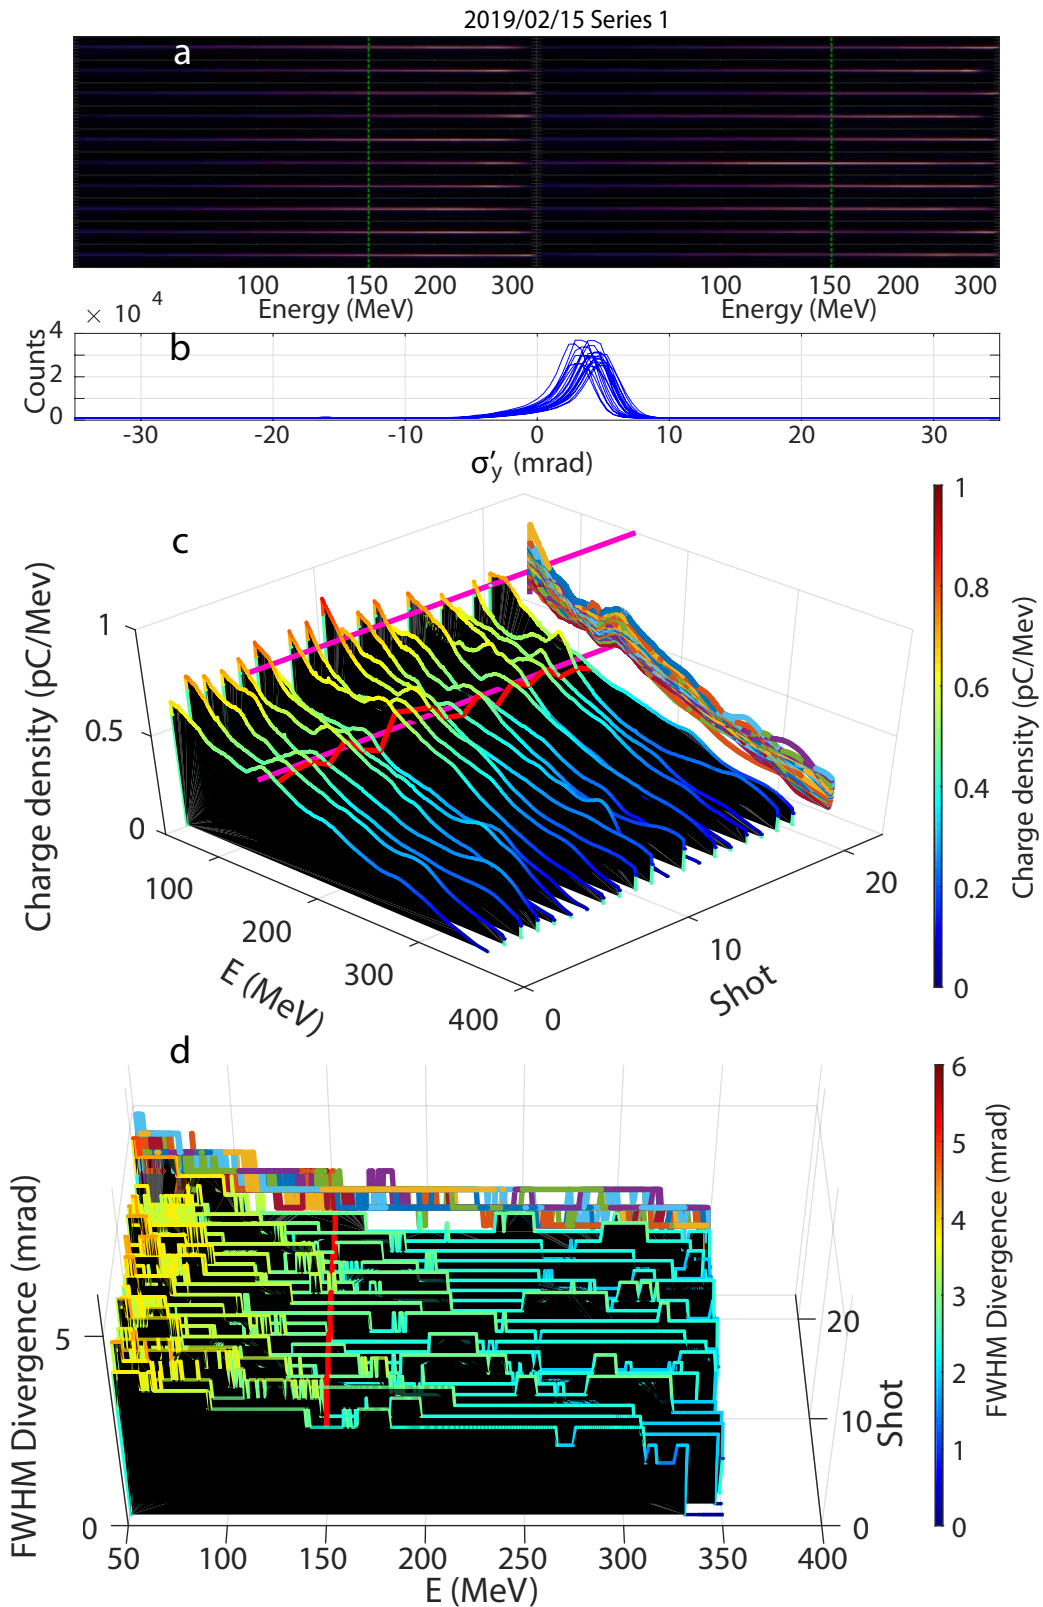 2019/02/15 Series 1
a
100 150 200 300 100 150 200 300
Energy (MeV) Energy (MeV)
× 10 4
b
Counts
4
2
0
-30 -20 -10 0 10 20 30
σ′y (mrad)
c
Charge density (pC/Mev)
1
0.5
0
100
200
300
400
E (MeV)
0
10
20
Shot
1
0.8
0.6
0.4
0.2
0
Charge density (pC/Mev)
d
FWHM Divergence (mrad)
5
0
50 100 150 200 250 300 350 400
E (MeV)
20
10
0
Shot
6
5
4
3
2
1
0
FWHM Divergence (mrad)